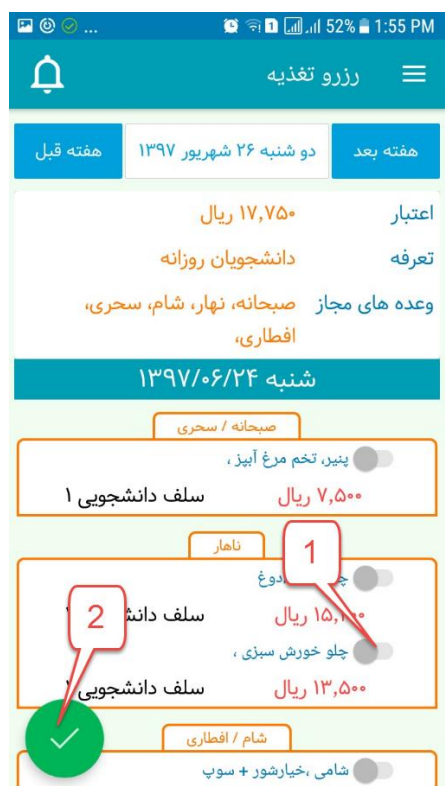 ... 52% 1:55 PM
رزرو تغذیه
هفته بعد دو شنبه ۲۶ شهریور ۱۳۹۷ هفته قبل
اعتبار ۱۷,۷۵۰ ریال
تعرفه دانشجویان روزانه
وعده های مجاز صبحانه، نهار، شام، سحری،
افطاری،
شنبه ۱۳۹۷/۰۶/۲۴
صبحانه / سحری
پنیر، تخم مرغ آبپز ،
۷,۵۰۰ ریال سلف دانشجویی ۱
ناهار
1
دوغ
2
ریال سلف
چلو خورش سبزی ،
۱۳,۵۰۰ ریال سلف دانشجویی ۱
شام / افطاری
شامی ،خیارشور + سوپ